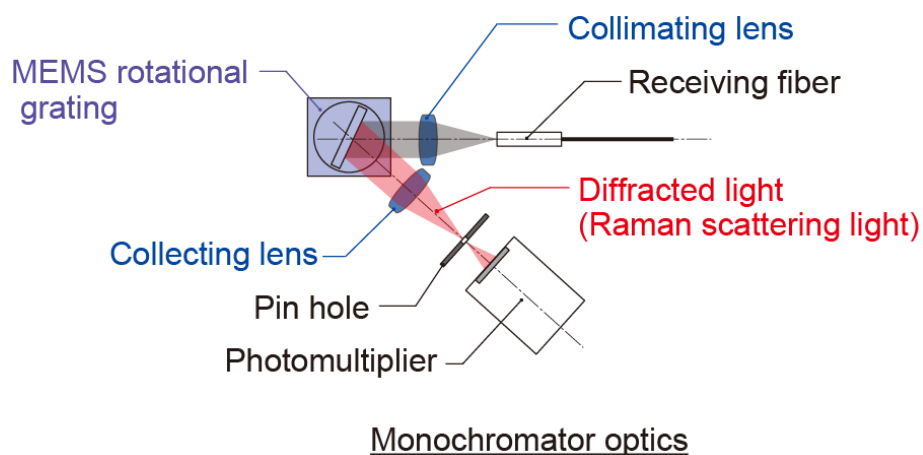 Collimating lens
MEMS rotational
grating
Receiving fiber
Diffracted light
(Raman scattering light)
Collecting lens
Pin hole
Photomultiplier
Monochromator optics